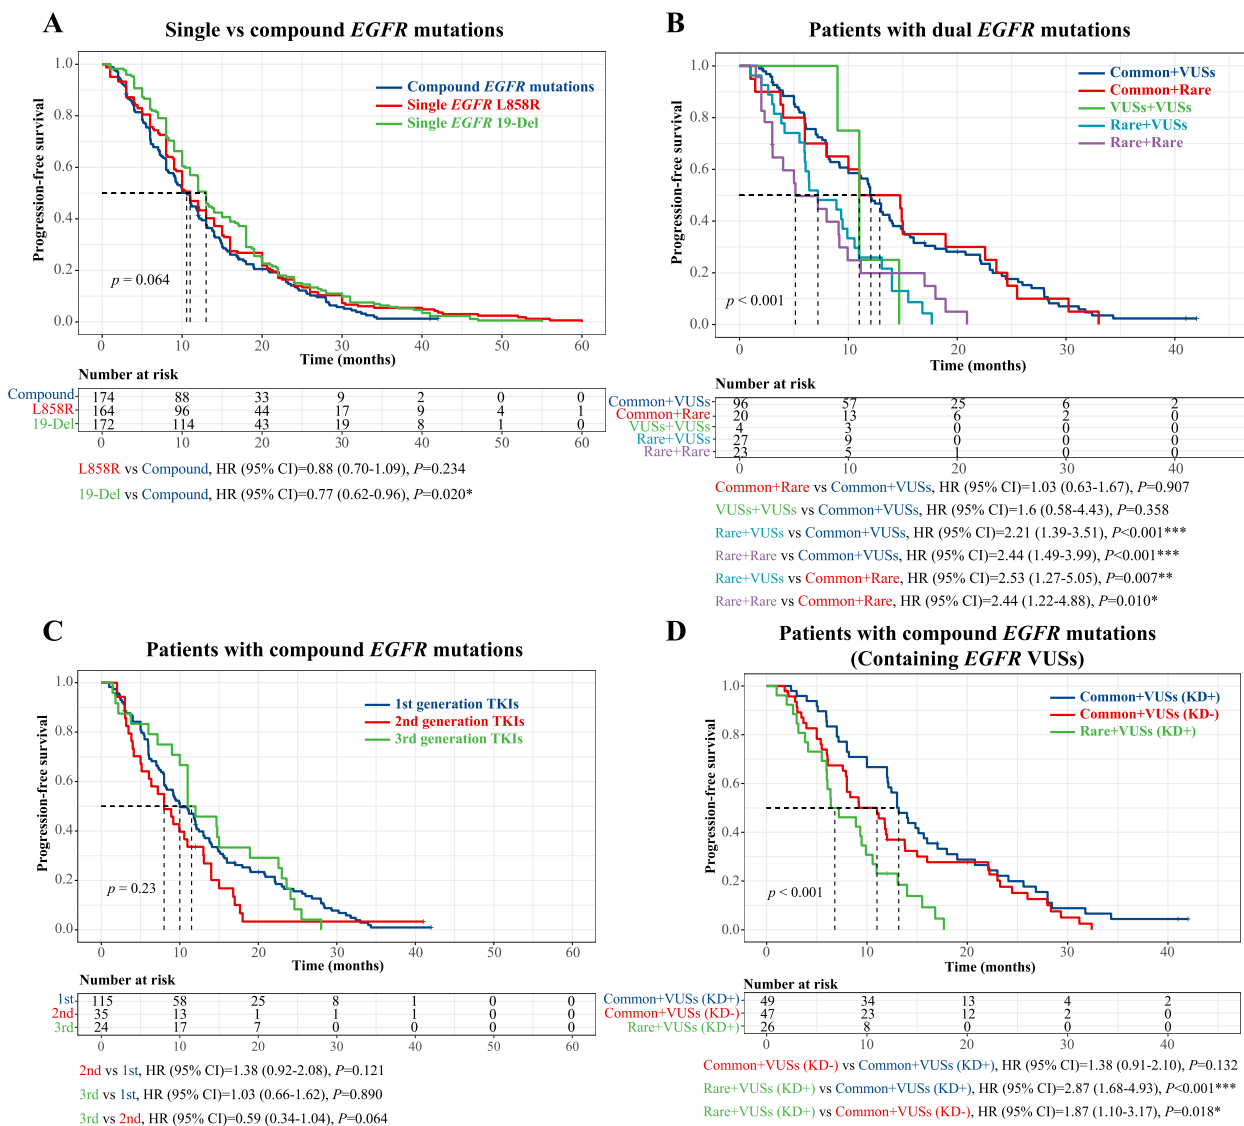 A
Single vs compound EGFR mutations
Progression-free survival
1.0
0.8
0.6
0.4
0.2
0.0
Compound EGFR mutations
Single EGFR L858R
Single EGFR 19-Del
p = 0.064
0 10 20 30 40 50 60
Time (months)
Number at risk
Compound 174 88 33 9 2 0 0
L858R 164 96 44 17 9 4 1
19-Del 172 114 43 19 8 1 0
0 10 20 30 40 50 60
L858R vs Compound, HR (95% CI)=0.88 (0.70-1.09), P=0.234
19-Del vs Compound, HR (95% CI)=0.77 (0.62-0.96), P=0.020*
B
Patients with dual EGFR mutations
Progression-free survival
1.0
0.8
0.6
0.4
0.2
0.0
Common+VUSs
Common+Rare
VUSs+VUSs
Rare+VUSs
Rare+Rare
p < 0.001
0 10 20 30 40
Time (months)
Number at risk
Common+VUSs 96 57 25 6 2
Common+Rare 20 13 6 2 0
VUSs+VUSs 4 3 0 0 0
Rare+VUSs 27 9 0 0 0
Rare+Rare 23 5 1 0 0
0 10 20 30 40
Common+Rare vs Common+VUSs, HR (95% CI)=1.03 (0.63-1.67), P=0.907
VUSs+VUSs vs Common+VUSs, HR (95% CI)=1.6 (0.58-4.43), P=0.358
Rare+VUSs vs Common+VUSs, HR (95% CI)=2.21 (1.39-3.51), P<0.001***
Rare+Rare vs Common+VUSs, HR (95% CI)=2.44 (1.49-3.99), P<0.001***
Rare+VUSs vs Common+Rare, HR (95% CI)=2.53 (1.27-5.05), P=0.007**
Rare+Rare vs Common+Rare, HR (95% CI)=2.44 (1.22-4.88), P=0.010*
C
Patients with compound EGFR mutations
Progression-free survival
1.0
0.8
0.6
0.4
0.2
0.0
1st generation TKIs
2nd generation TKIs
3rd generation TKIs
p = 0.23
0 10 20 30 40 50 60
Time (months)
Number at risk
1st 115 58 25 8 1 0 0
2nd 35 13 1 1 1 0 0
3rd 24 17 7 0 0 0 0
0 10 20 30 40 50 60
2nd vs 1st, HR (95% CI)=1.38 (0.92-2.08), P=0.121
3rd vs 1st, HR (95% CI)=1.03 (0.66-1.62), P=0.890
3rd vs 2nd, HR (95% CI)=0.59 (0.34-1.04), P=0.064
D
Patients with compound EGFR mutations
(Containing EGFR VUSs)
Progression-free survival
1.0
0.8
0.6
0.4
0.2
0.0
Common+VUSs (KD+)
Common+VUSs (KD-)
Rare+VUSs (KD+)
p < 0.001
0 10 20 30 40
Time (months)
Number at risk
Common+VUSs (KD+) 49 34 13 4 2
Common+VUSs (KD-) 47 23 12 2 0
Rare+VUSs (KD+) 26 8 0 0 0
0 10 20 30 40
Common+VUSs (KD-) vs Common+VUSs (KD+), HR (95% CI)=1.38 (0.91-2.10), P=0.132
Rare+VUSs (KD+) vs Common+VUSs (KD+), HR (95% CI)=2.87 (1.68-4.93), P<0.001***
Rare+VUSs (KD+) vs Common+VUSs (KD-), HR (95% CI)=1.87 (1.10-3.17), P=0.018*